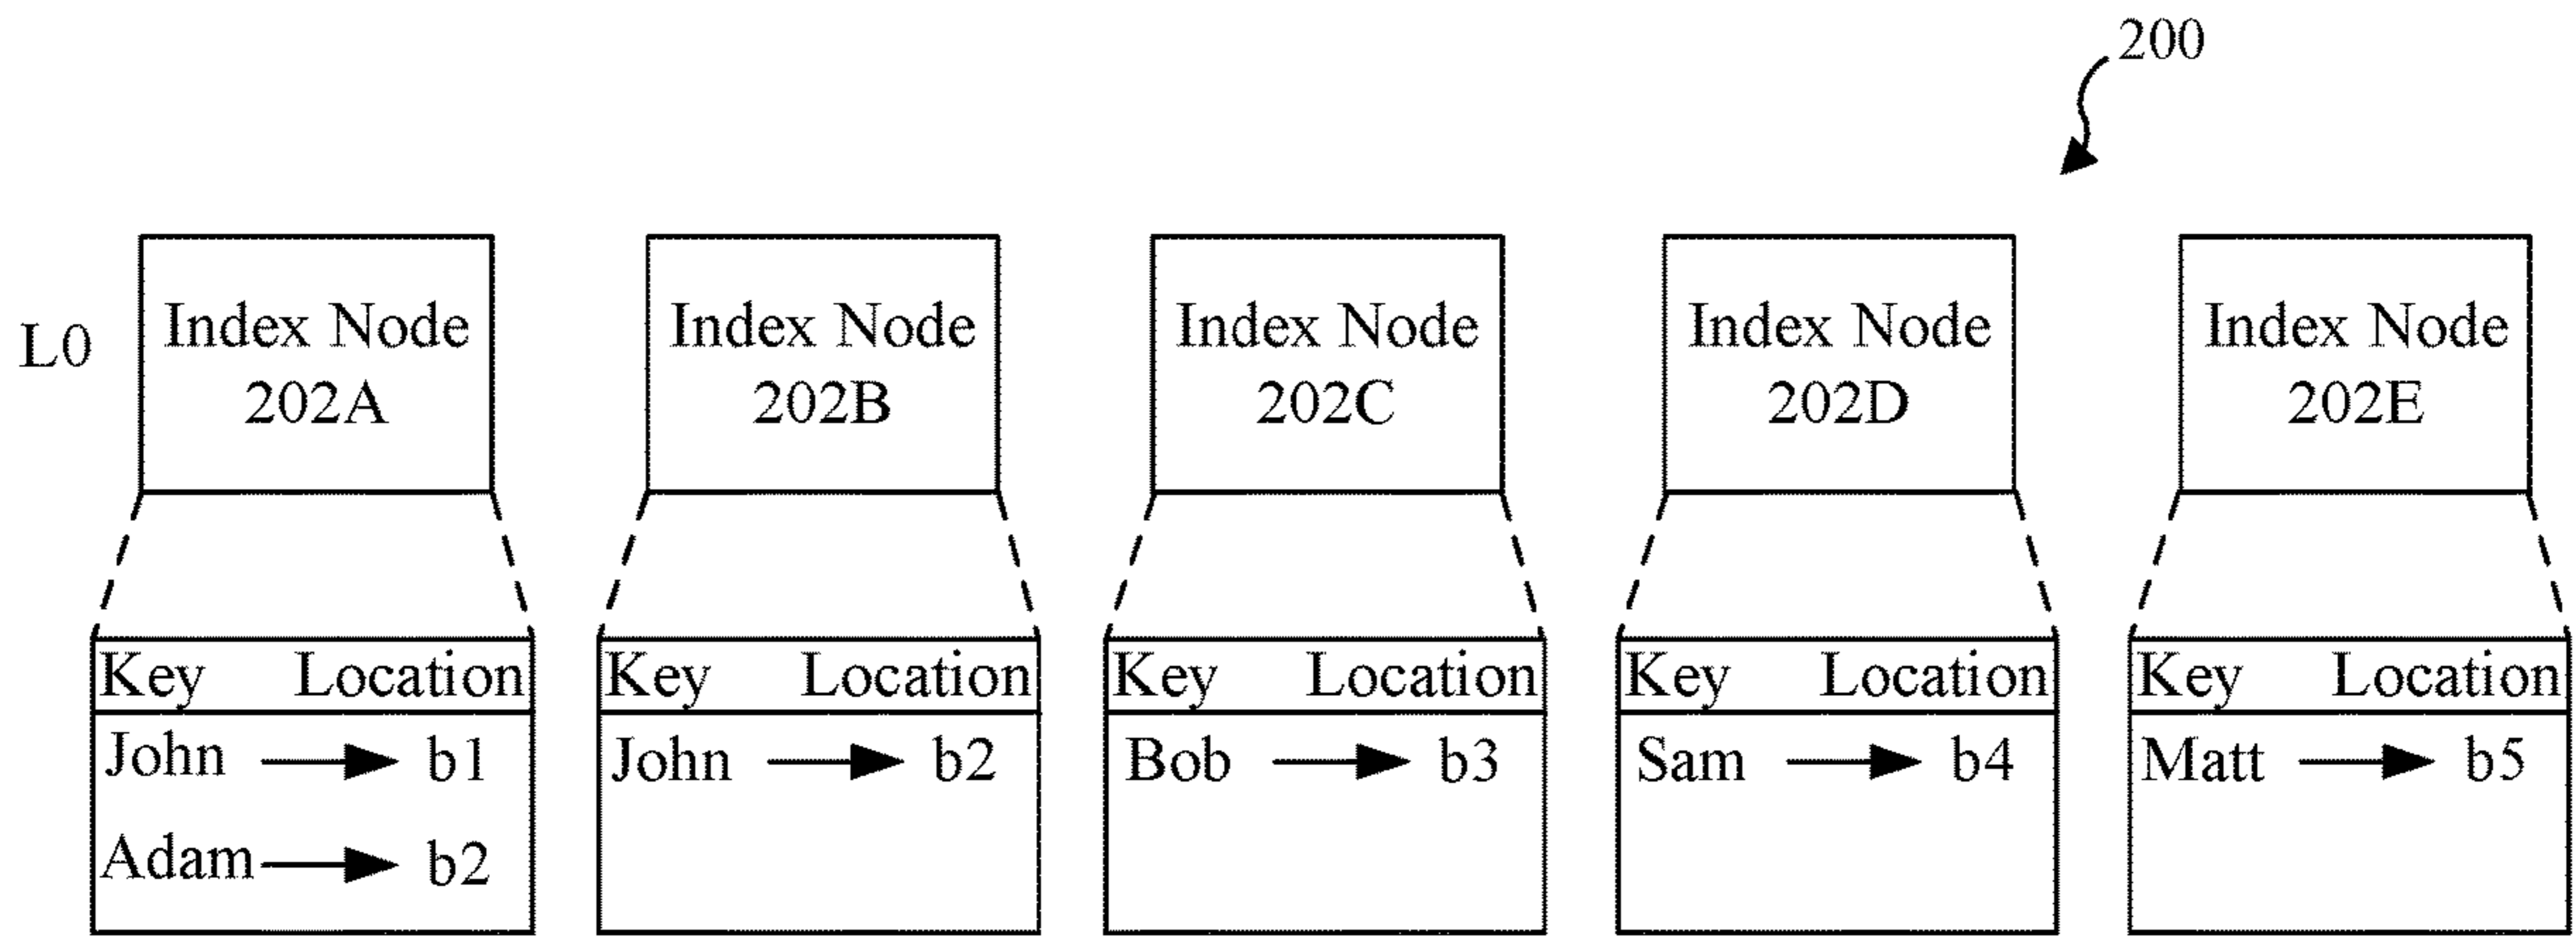 200
L0
Index Node
202A
Index Node
202B
Index Node
202C
Index Node
202D
Index Node
202E
Key Location
John b1
Adam b2
Key Location
John b2
Key Location
Bob b3
Key Location
Sam b4
Key Location
Matt b5